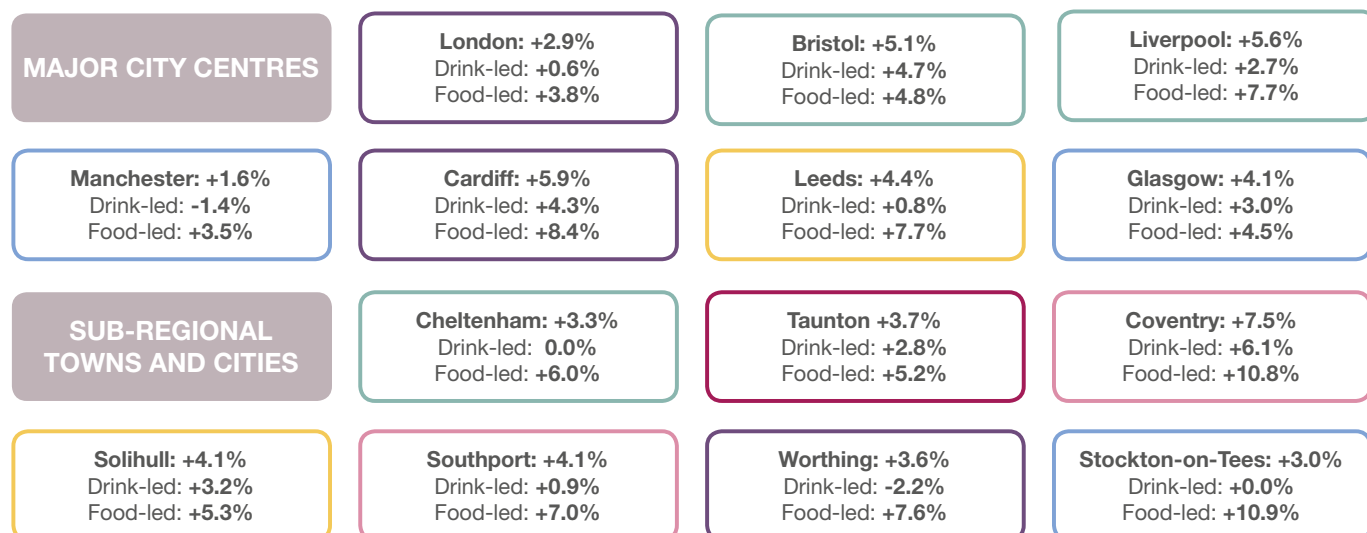 MAJOR CITY CENTRES
London: +2.9%
Drink-led: +0.6%
Food-led: +3.8%
Bristol: +5.1%
Drink-led: +4.7%
Food-led: +4.8%
Liverpool: +5.6%
Drink-led: +2.7%
Food-led: +7.7%
Manchester: +1.6%
Drink-led: -1.4%
Food-led: +3.5%
Cardiff: +5.9%
Drink-led: +4.3%
Food-led: +8.4%
Leeds: +4.4%
Drink-led: +0.8%
Food-led: +7.7%
Glasgow: +4.1%
Drink-led: +3.0%
Food-led: +4.5%
SUB-REGIONAL
TOWNS AND CITIES
Cheltenham: +3.3%
Drink-led: 0.0%
Food-led: +6.0%
Taunton +3.7%
Drink-led: +2.8%
Food-led: +5.2%
Coventry: +7.5%
Drink-led: +6.1%
Food-led: +10.8%
Solihull: +4.1%
Drink-led: +3.2%
Food-led: +5.3%
Southport: +4.1%
Drink-led: +0.9%
Food-led: +7.0%
Worthing: +3.6%
Drink-led: -2.2%
Food-led: +7.6%
Stockton-on-Tees: +3.0%
Drink-led: +0.0%
Food-led: +10.9%